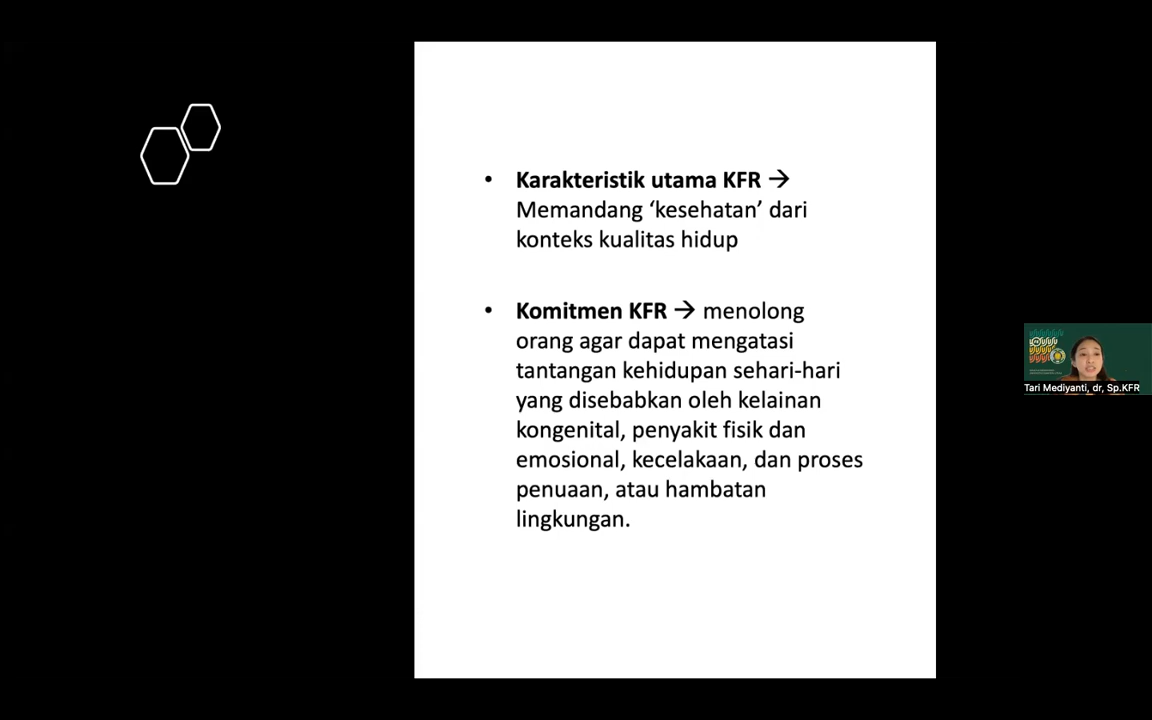 • Karakteristik utama KFR →
Memandang ‘kesehatan’ dari
konteks kualitas hidup
• Komitmen KFR → menolong
orang agar dapat mengatasi
tantangan kehidupan sehari-hari
yang disebabkan oleh kelainan
kongenital, penyakit fisik dan
emosional, kecelakaan, dan proses
penuaan, atau hambatan
lingkungan.
Tari Mediyanti, dr, Sp.KFR